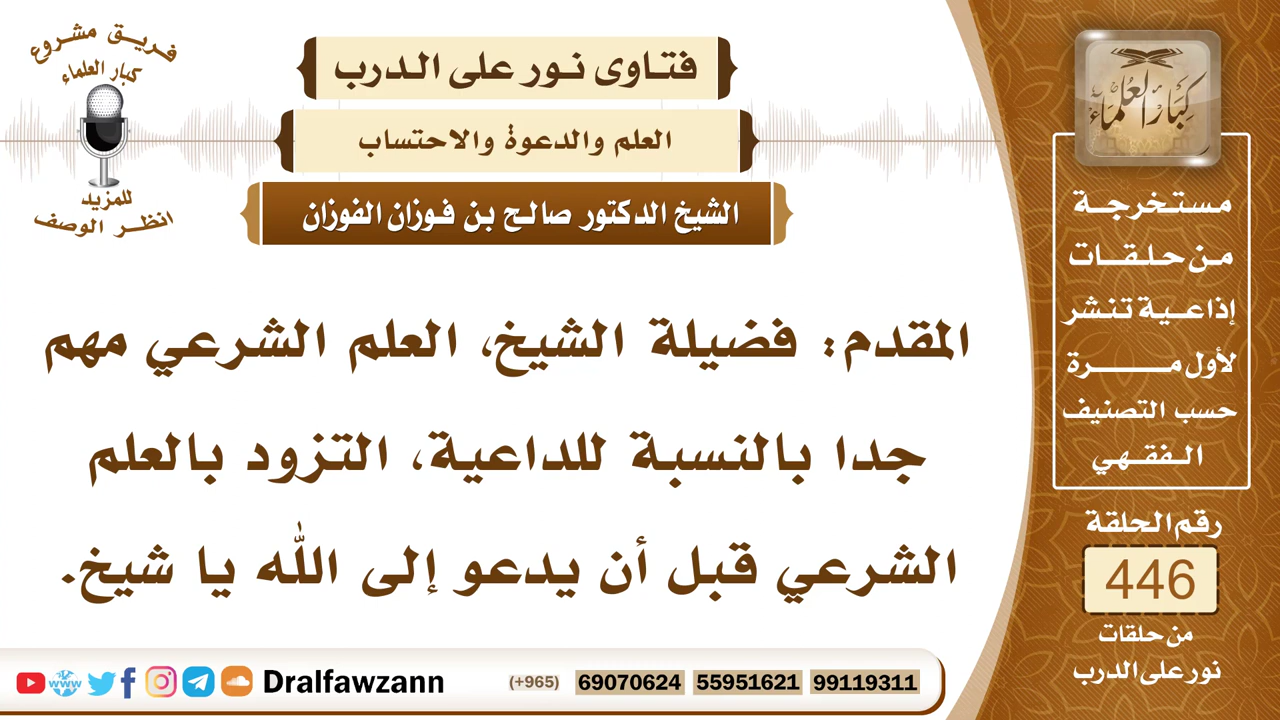 فريق مشروع
كبار العلماء
للمزيد
انظر الوصف
فتاوى نور على الدرب
العلم والدعوة والاحتساب
الشيخ الدكتور صالح بن فوزان الفوزان
المقدم: فضيلة الشيخ، العلم الشرعي مهم
جدا بالنسبة للداعية، التزود بالعلم
الشرعي قبل أن يدعو إلى الله يا شيخ.
كبار العلماء
مستخرجة
من حلقات
إذاعية تنشر
لأول مرة
حسب التصنيف
الفقهي
رقم الحلقة
446
من حلقات
نور على الدرب
www Dralfawzann (+965) 69070624 55951621 99119311